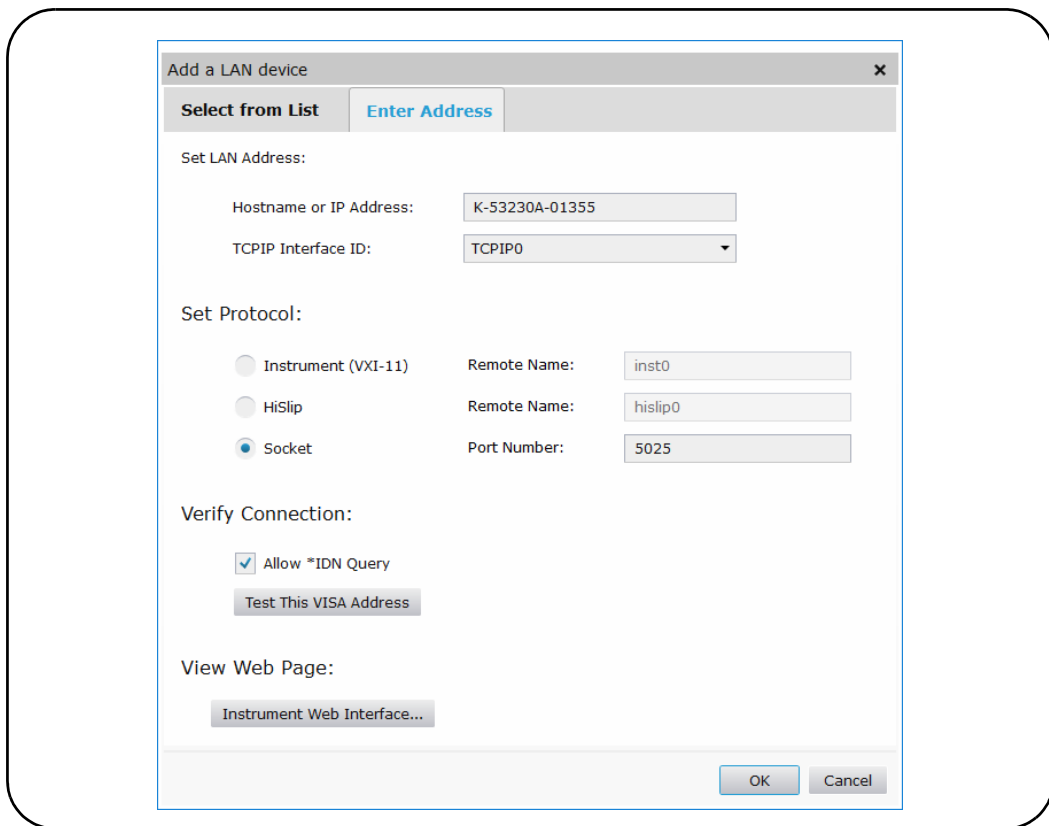 Add a LAN device
Select from List Enter Address
Set LAN Address:
Hostname or IP Address: K-53230A-01355
TCPIP Interface ID: TCPIP0
Set Protocol:
Instrument (VXI-11) Remote Name: inst0
HiSlip Remote Name: hislip0
Socket Port Number: 5025
Verify Connection:
Allow *IDN Query
Test This VISA Address
View Web Page:
Instrument Web Interface...
OK Cancel